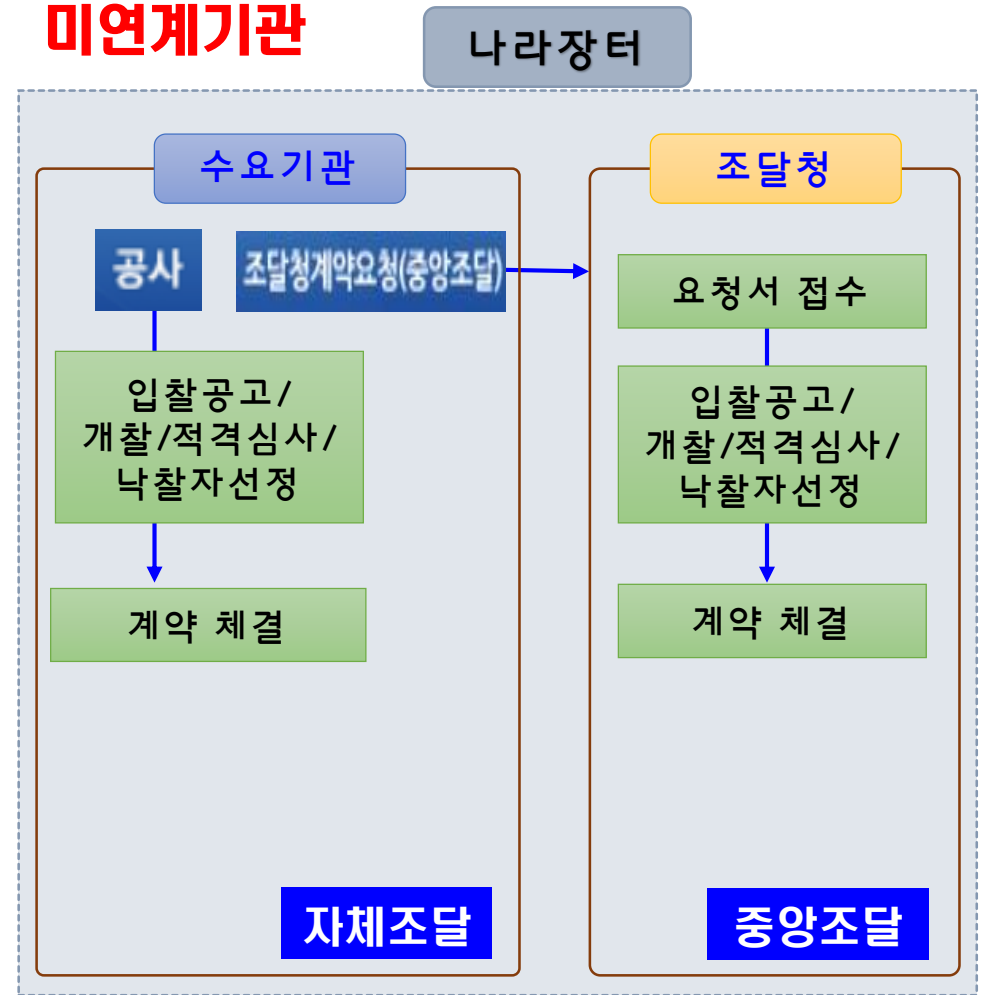 미연계기관
나라장터
수요기관
공사
조달청계약요청(중앙조달)
입찰공고/
개찰/적격심사/
낙찰자선정
계약 체결
자체조달
조달청
요청서 접수
입찰공고/
개찰/적격심사/
낙찰자선정
계약 체결
중앙조달